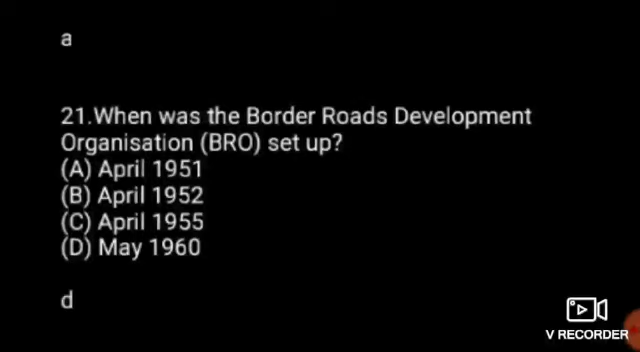 a
21.When was the Border Roads Development
Organisation (BRO) set up?
(A) April 1951
(B) April 1952
(C) April 1955
(D) May 1960
d
V RECORDER